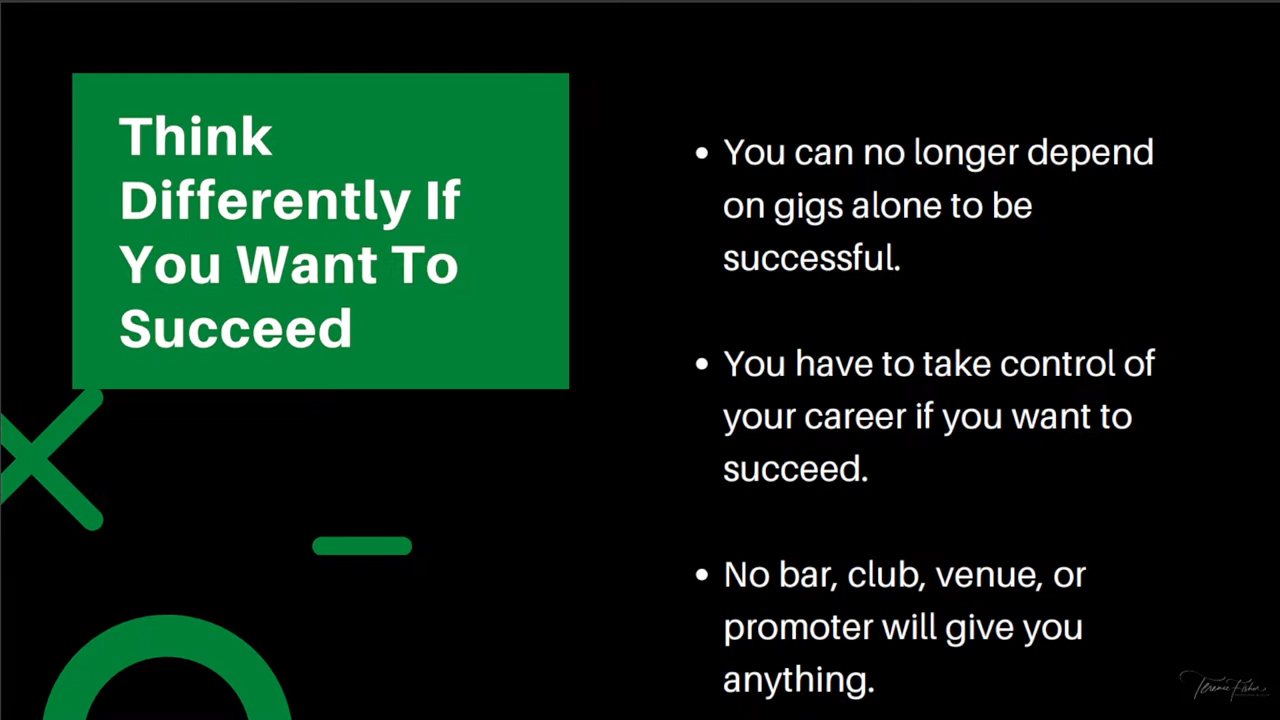 Think
Differently If
You Want To
Succeed
• You can no longer depend
on gigs alone to be
successful.
• You have to take control of
your career if you want to
succeed.
• No bar, club, venue, or
promoter will give you
anything.